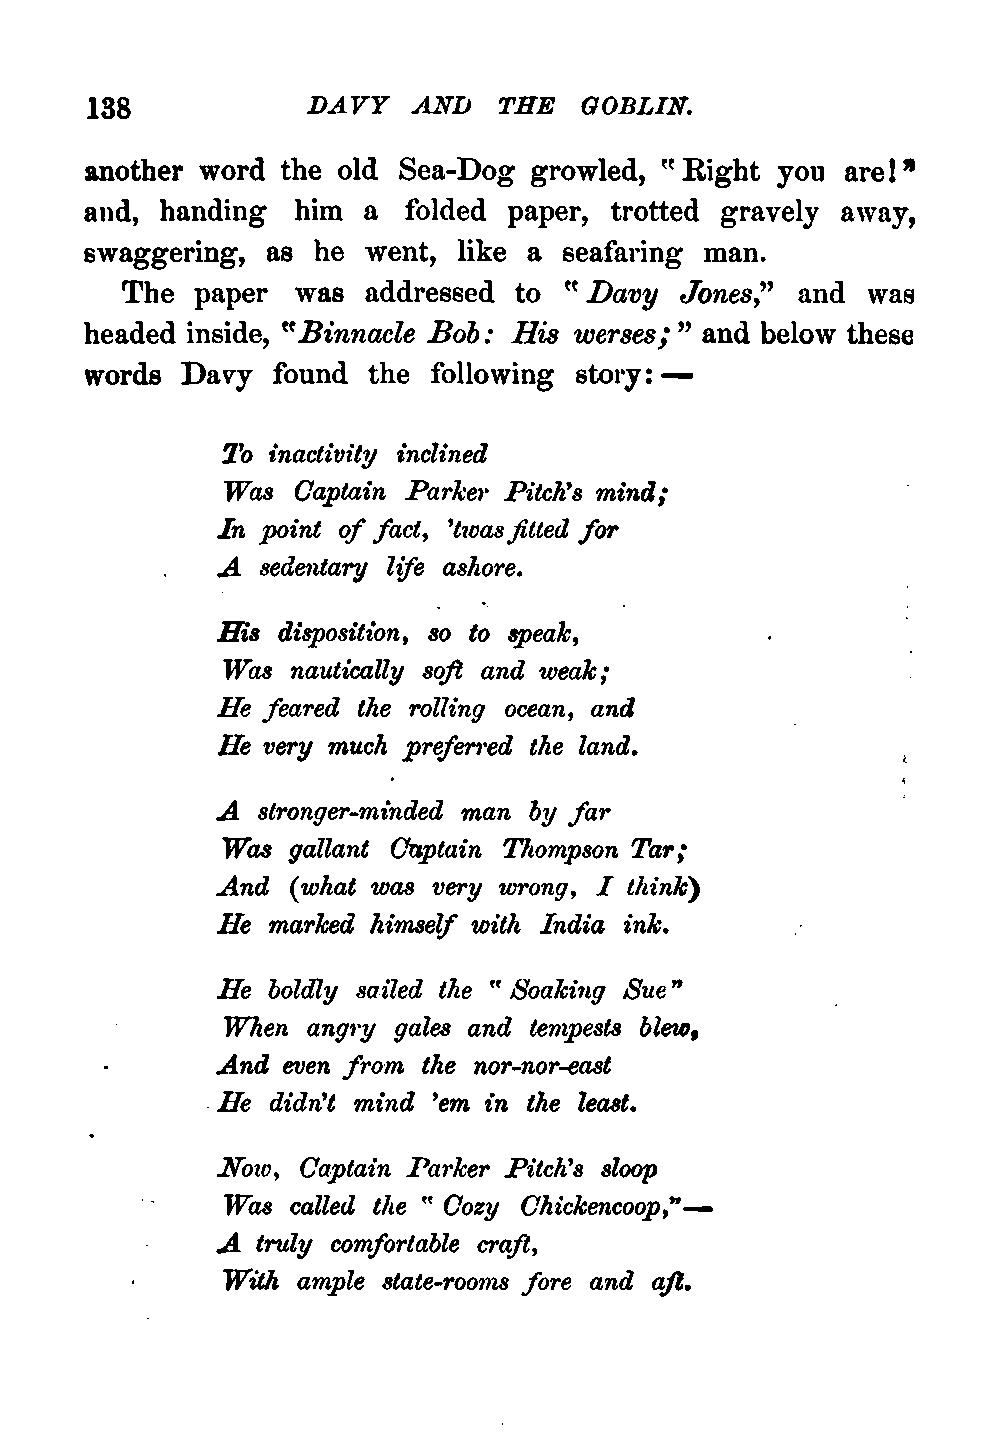 138 DAVY AND THE GOBLIN.
another word the old Sea-Dog growled, "Right you are!"
and, handing him a folded paper, trotted gravely away,
swaggering, as he went, like a seafaring man.
The paper was addressed to "Davy Jones," and was
headed inside, "Binnacle Bob: His werses;" and below these
words Davy found the following story: —
To inactivity inclined
Was Captain Parker Pitch's mind;
In point of fact, 'twas fitted for
A sedentary life ashore.
His disposition, so to speak,
Was nautically soft and weak;
He feared the rolling ocean, and
He very much preferred the land.
A stronger-minded man by far
Was gallant Captain Thompson Tar;
And (what was very wrong, I think)
He marked himself with India ink.
He boldly sailed the "Soaking Sue"
When angry gales and tempests blew,
And even from the nor-nor-east
He didn't mind 'em in the least.
Now, Captain Parker Pitch's sloop
Was called the "Cozy Chickencoop,"—
A truly comfortable craft,
With ample state-rooms fore and aft.